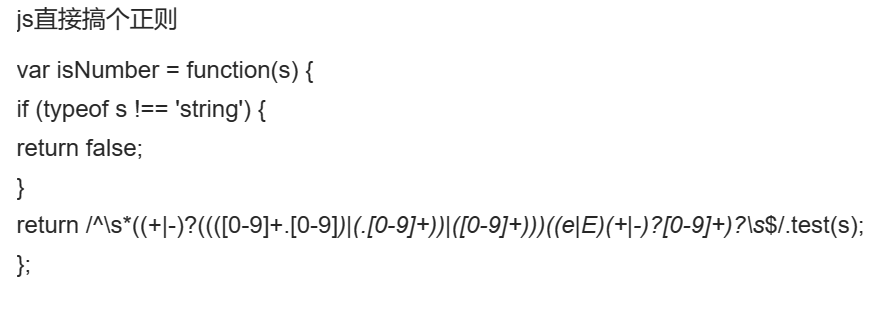 js直接搞个正则
var isNumber = function(s) {
if (typeof s !== 'string') {
return false;
}
return /^\s*((+|-)?((([0-9]+.[0-9])|(.[0-9]+))|([0-9]+)))((e|E)(+|-)?[0-9]+)?\s$/.test(s);
};